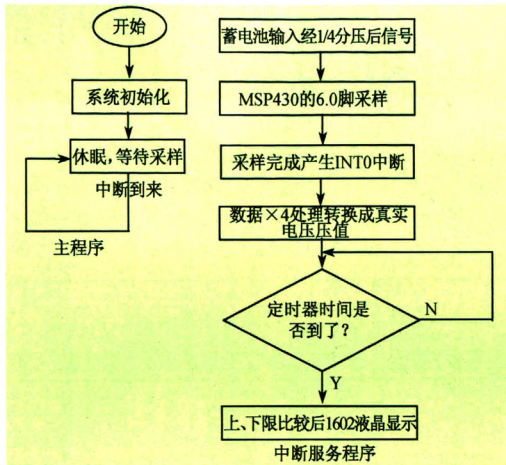 开始
系统初始化
休眠，等待采样
中断到来
主程序
蓄电池输入经1/4分压后信号
MSP430的6.0脚采样
采样完成产生INT0中断
数据×4处理转换成真实
电压压值
定时器时间是
否到了？
N
Y
上、下限比较后1602液晶显示
中断服务程序